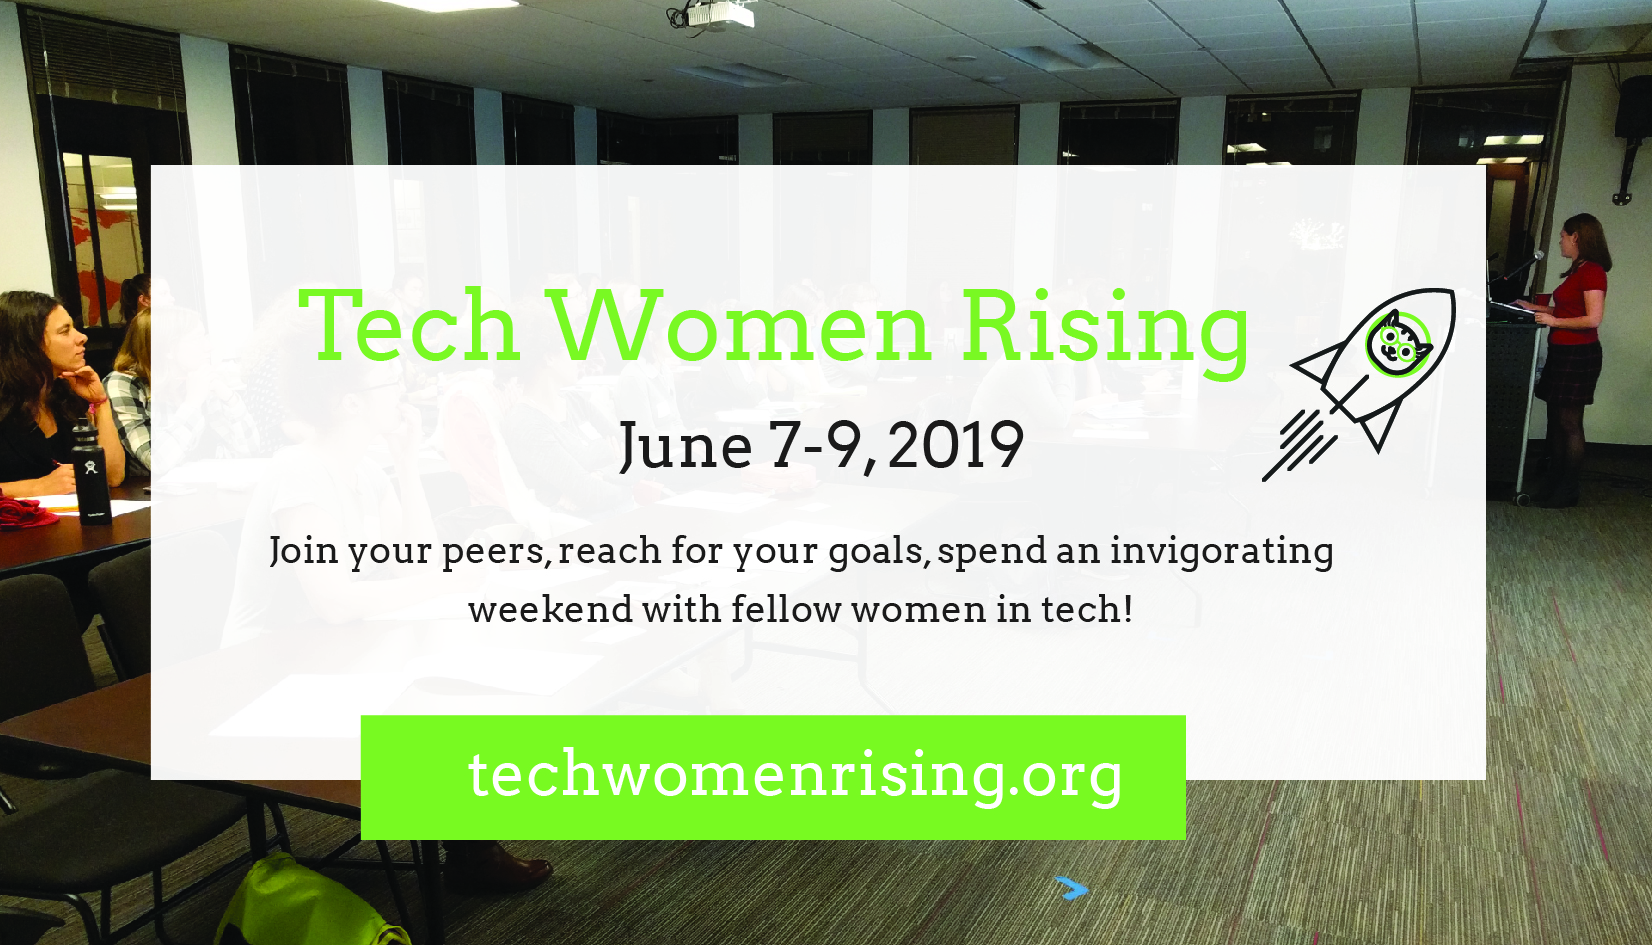 Tech Women Rising
June 7-9, 2019
Join your peers, reach for your goals, spend an invigorating
weekend with fellow women in tech!
techwomenrising.org